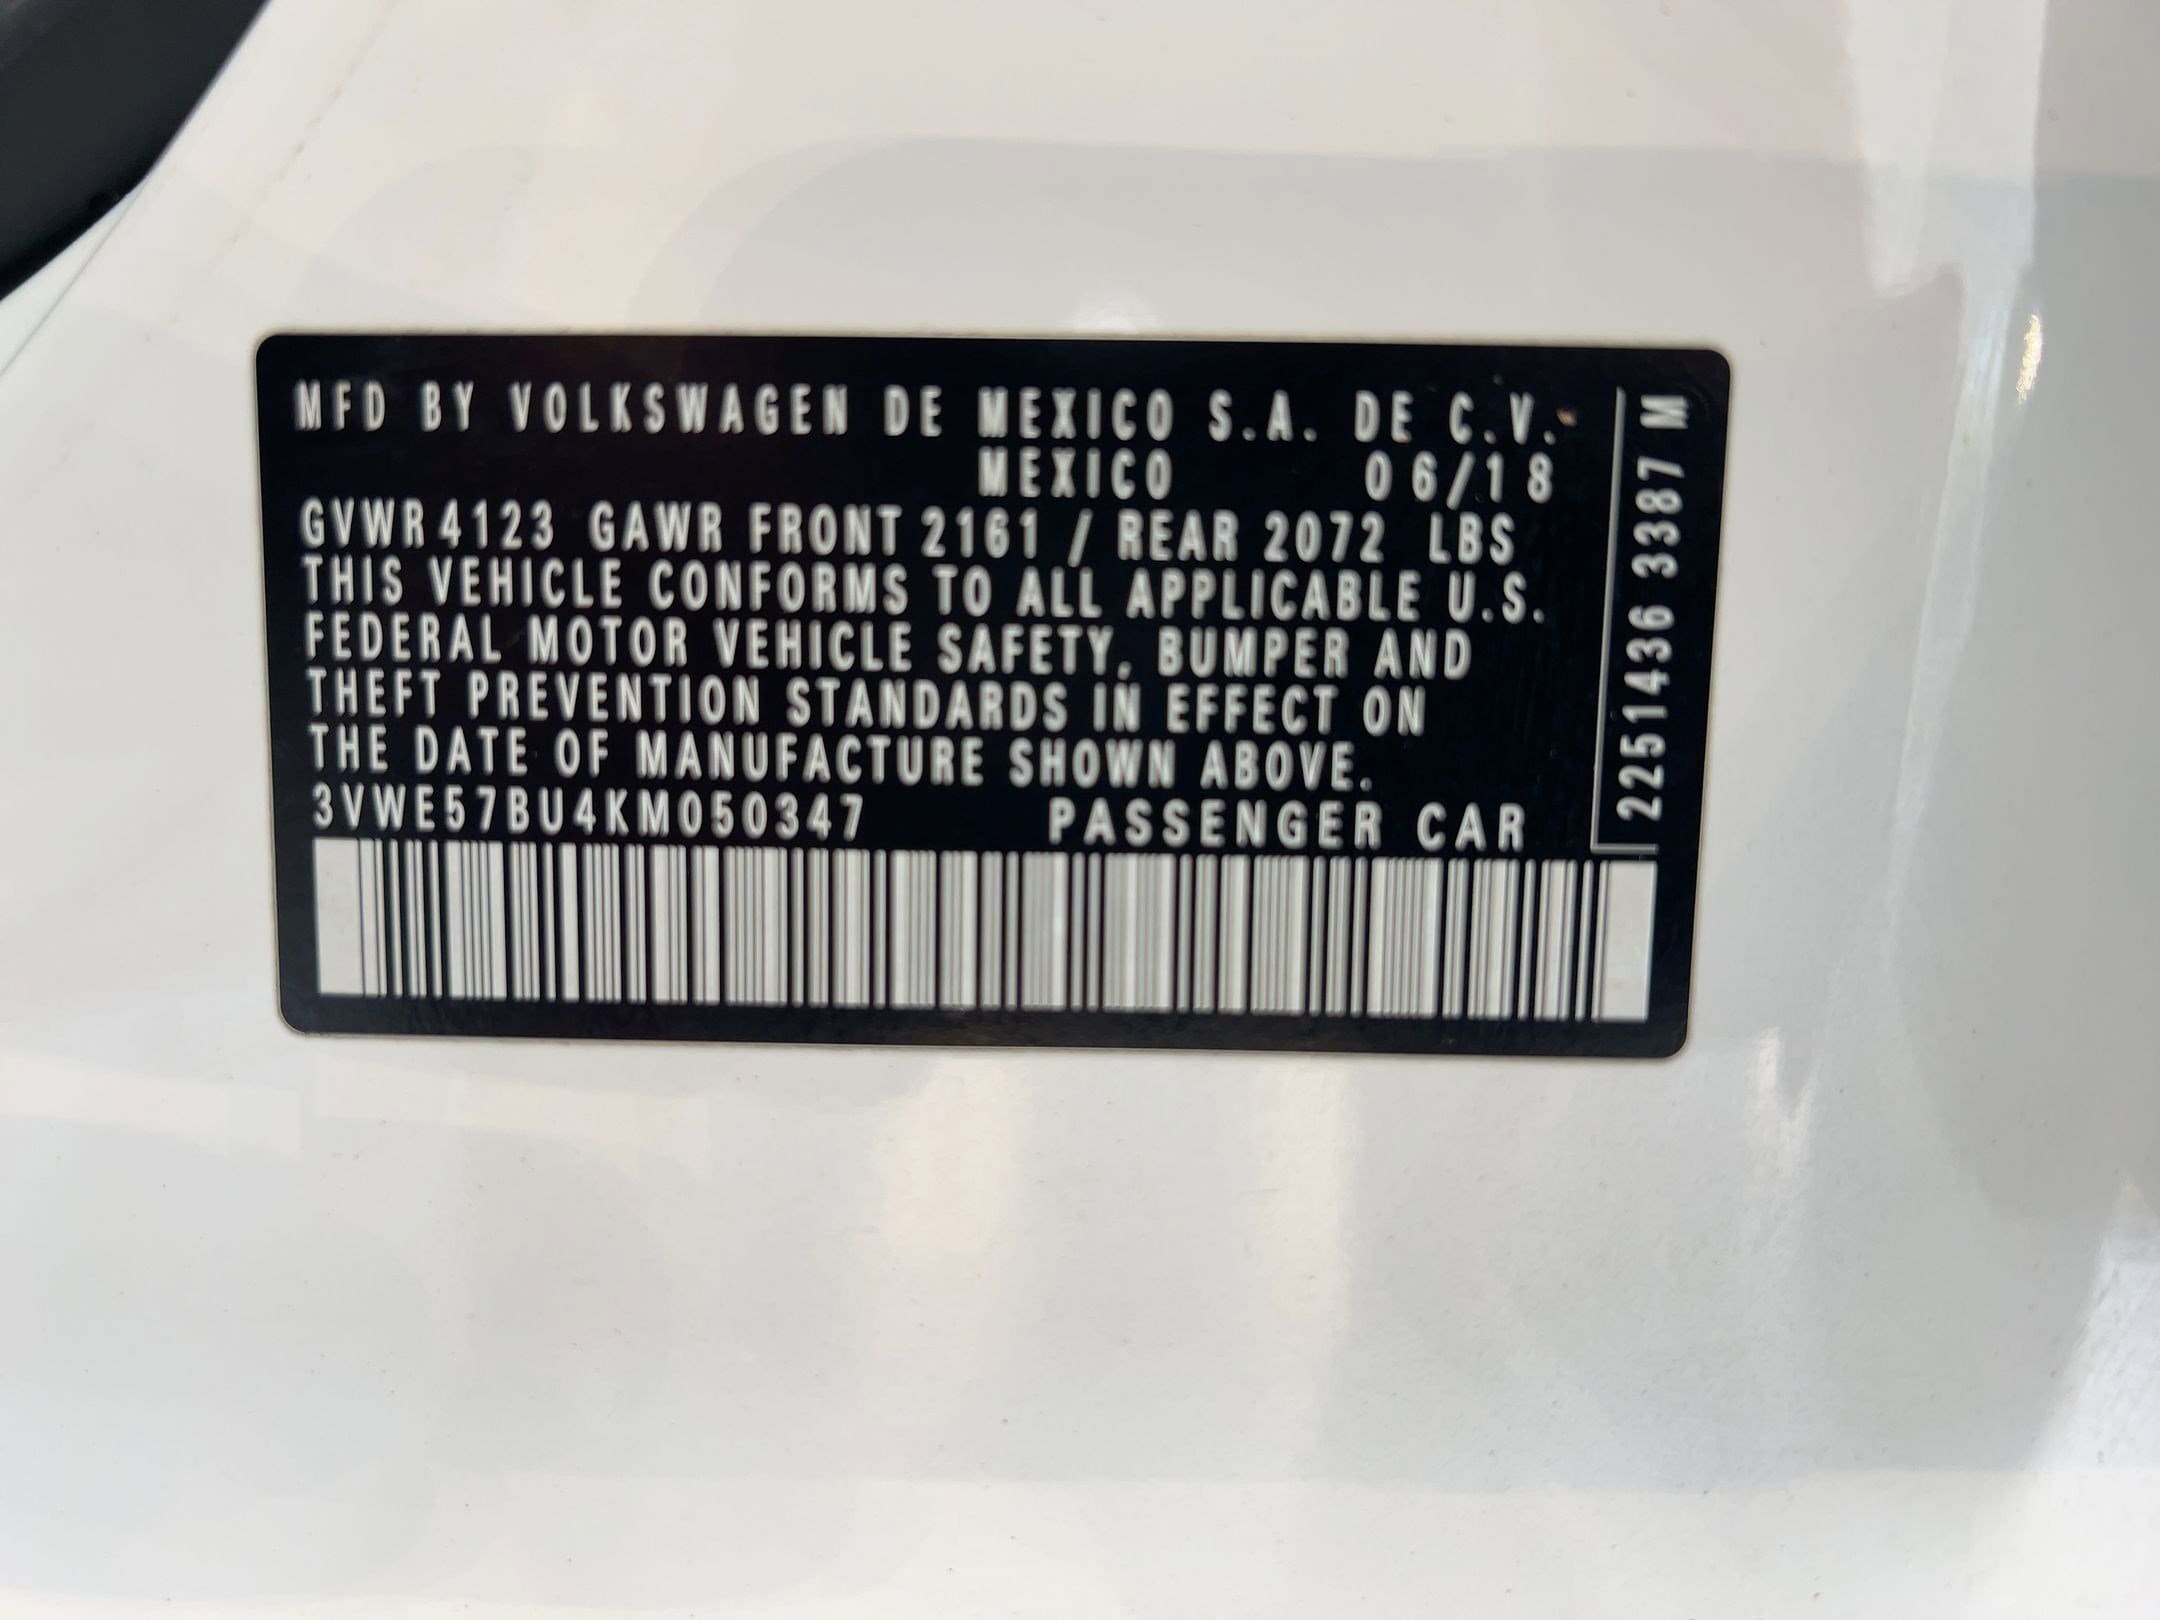 MFD BY VOLKSWAGEN DE MEXICO S.A. DE C.V.
MEXICO 06/18
GVWR 4123 GAWR FRONT 2161 / REAR 2072 LBS
THIS VEHICLE CONFORMS TO ALL APPLICABLE U.S.
FEDERAL MOTOR VEHICLE SAFETY, BUMPER AND
THEFT PREVENTION STANDARDS IN EFFECT ON
THE DATE OF MANUFACTURE SHOWN ABOVE.
3VWE57BU4KM050347 PASSENGER CAR
2251436 3387 M